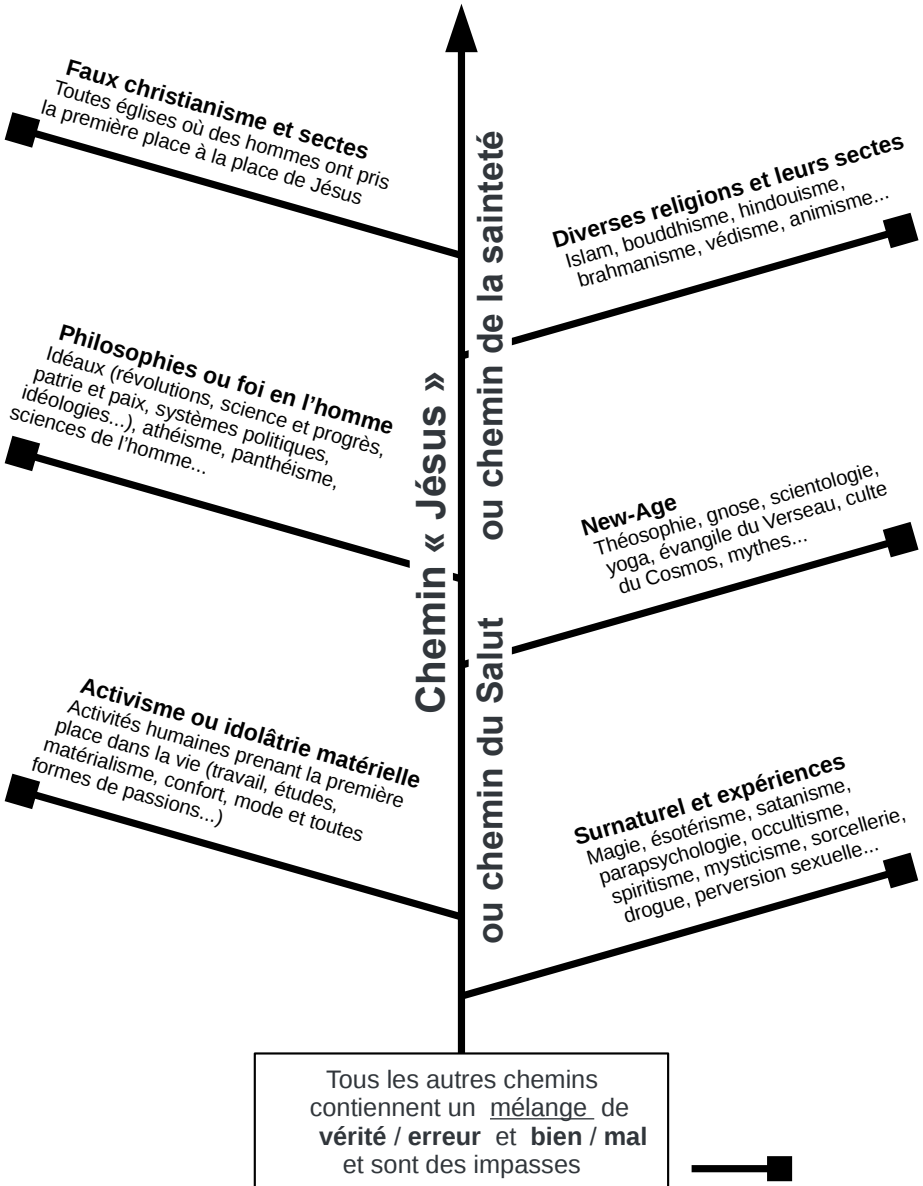 Faux christianisme et sectes
Toutes églises où des hommes ont pris
la première place à la place de Jésus
Diverses religions et leurs sectes
Islam, bouddhisme, hindouisme,
brahmanisme, védisme, animisme...
Philosophies ou foi en l’homme
Idéaux (révolutions, science et progrès,
patrie et paix, systèmes politiques,
idéologies...), athéisme, panthéisme,
sciences de l’homme...
New-Age
Théosophie, gnose, scientologie,
yoga, évangile du Verseau, culte
du Cosmos, mythes...
Activisme ou idolâtrie matérielle
Activités humaines prenant la première
place dans la vie (travail, études,
matérialisme, confort, mode et toutes
formes de passions...)
Surnaturel et expériences
Magie, ésotérisme, satanisme,
parapsychologie, occultisme,
spiritisme, mysticisme, sorcellerie,
drogue, perversion sexuelle...
Chemin « Jésus »
ou chemin du Salut ou chemin de la sainteté
Tous les autres chemins
contiennent un mélange de
vérité / erreur et bien / mal
et sont des impasses